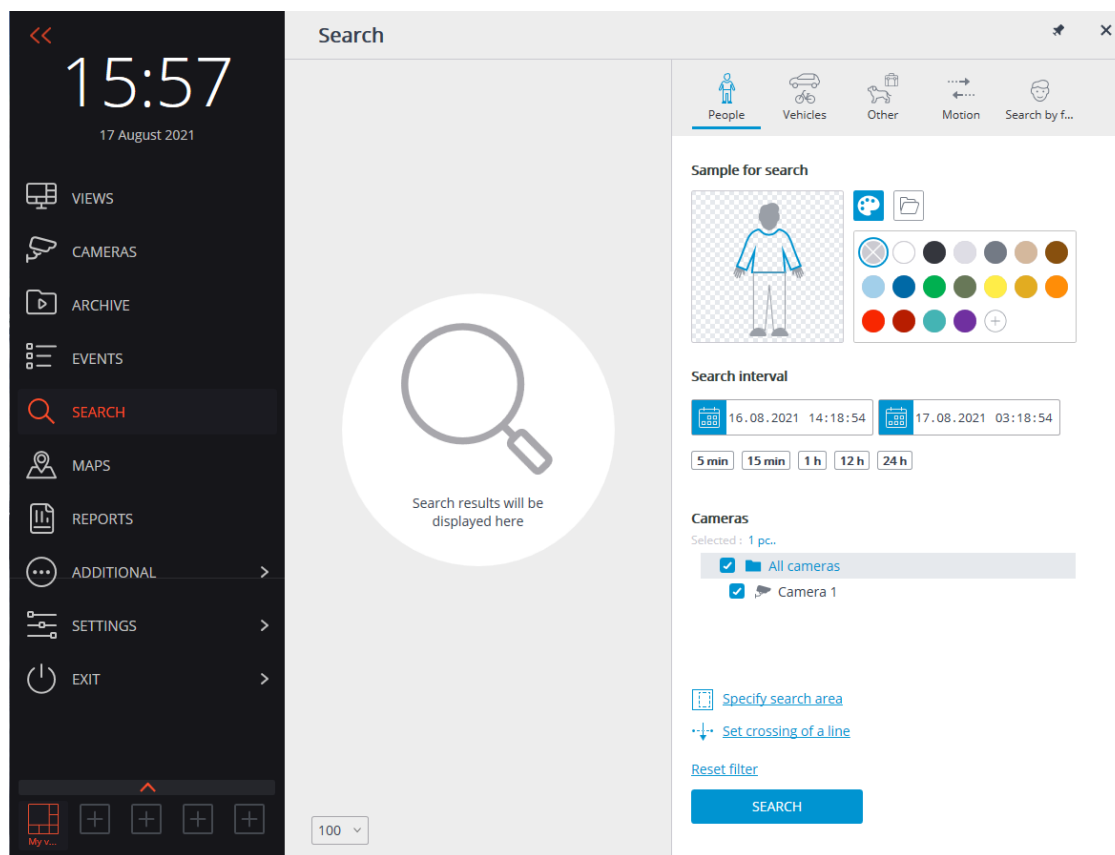 15:57
17 August 2021
VIEWS
CAMERAS
ARCHIVE
EVENTS
SEARCH
MAPS
REPORTS
ADDITIONAL
SETTINGS
EXIT
My v...
Search
Search results will be
displayed here
100
People
Vehicles
Other
Motion
Search by f...
Sample for search
Search interval
16.08.2021 14:18:54
17.08.2021 03:18:54
5 min
15 min
1 h
12 h
24 h
Cameras
Selected : 1 pc..
All cameras
Camera 1
Specify search area
Set crossing of a line
Reset filter
SEARCH